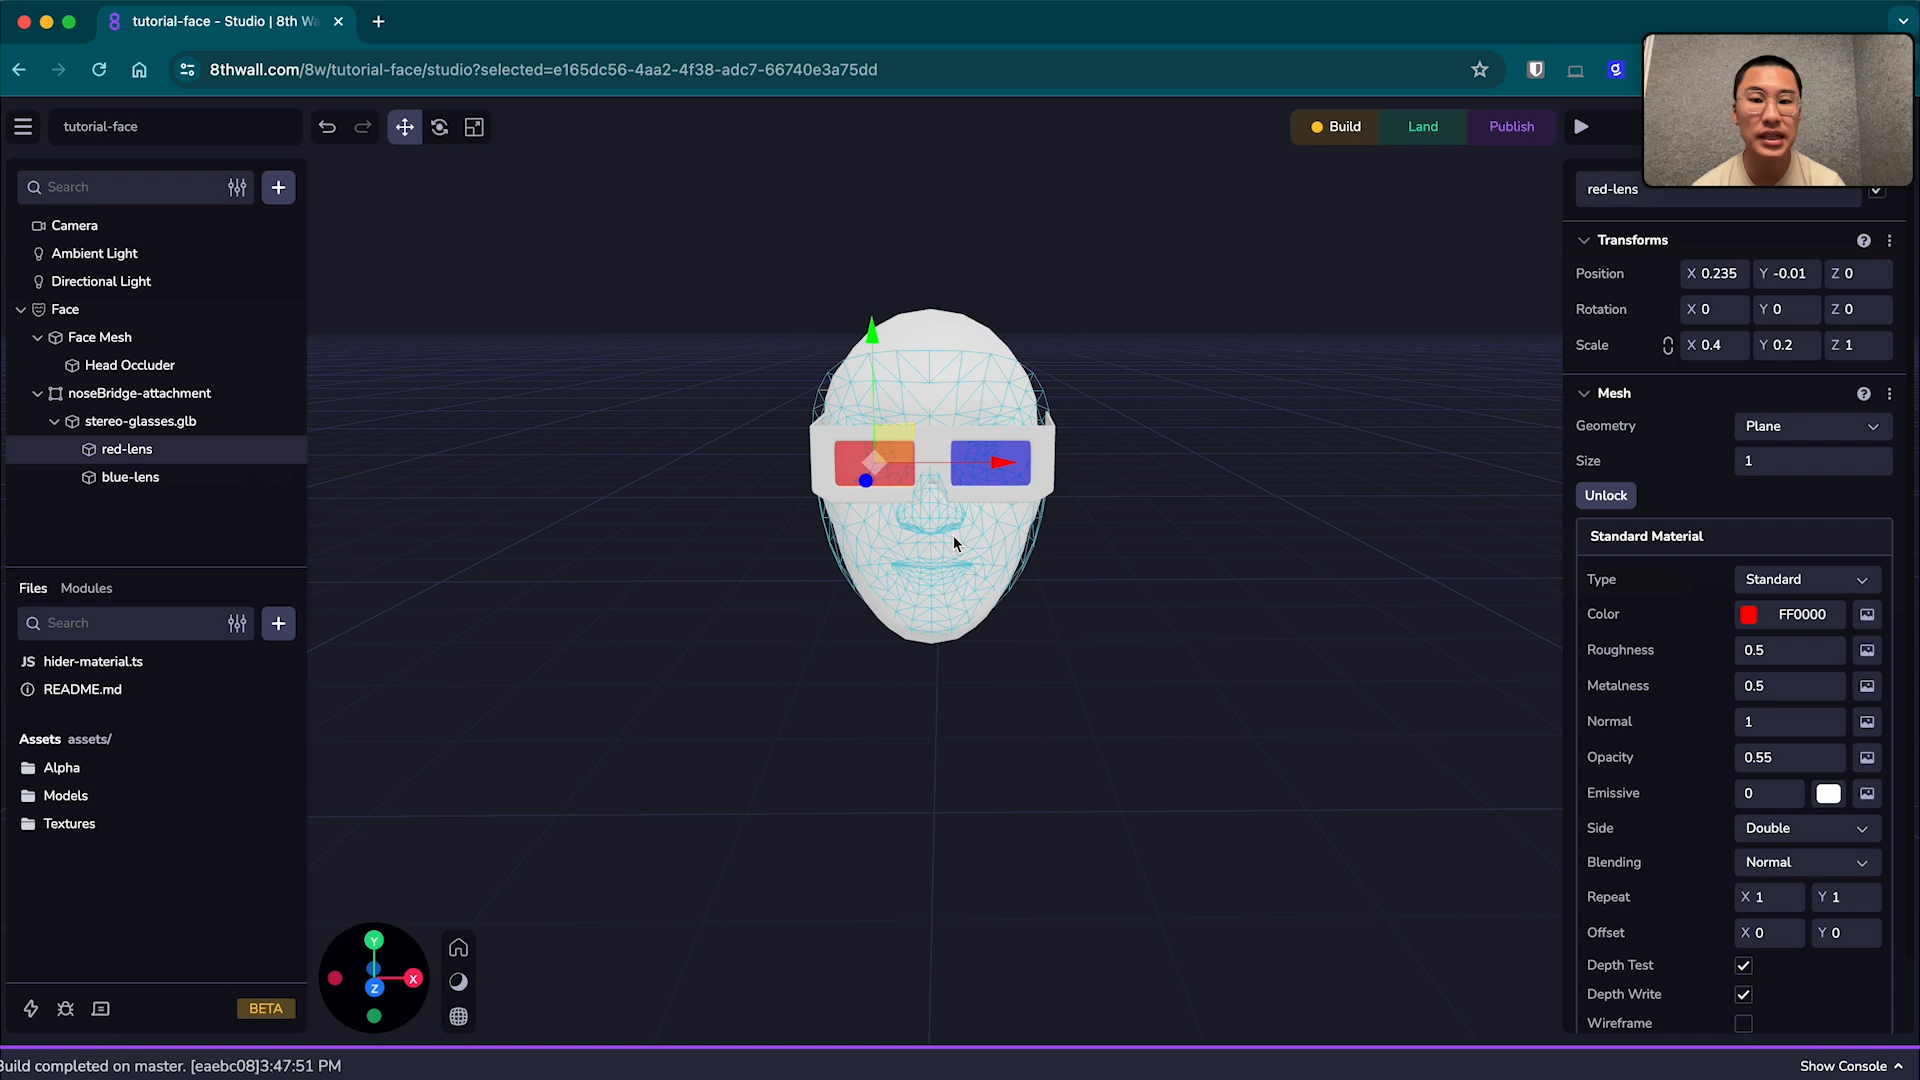 tutorial-face - Studio | 8th Wa
8thwall.com/8w/tutorial-face/studio?selected=e165dc56-4aa2-4f38-adc7-66740e3a75dd
tutorial-face
Build
Land
Publish
Search
Camera
Ambient Light
Directional Light
Face
Face Mesh
Head Occluder
noseBridge-attachment
stereo-glasses.glb
red-lens
blue-lens
Files Modules
Search
JS hider-material.ts
README.md
Assets assets/
Alpha
Models
Textures
BETA
Y
X
Z
red-lens
Transforms
Position X 0.235 Y -0.01 Z 0
Rotation X 0 Y 0 Z 0
Scale X 0.4 Y 0.2 Z 1
Mesh
Geometry Plane
Size 1
Unlock
Standard Material
Type Standard
Color FF0000
Roughness 0.5
Metalness 0.5
Normal 1
Opacity 0.55
Emissive 0
Side Double
Blending Normal
Repeat X 1 Y 1
Offset X 0 Y 0
Depth Test
Depth Write
Wireframe
Build completed on master. [eaebc08]3:47:51 PM
Show Console